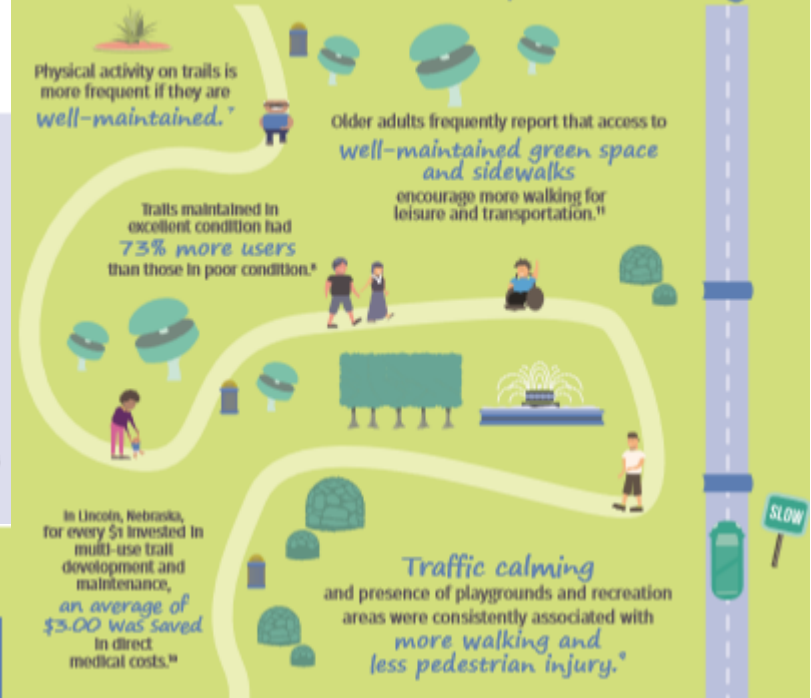 Physical activity on trails is
more frequent if they are
well-maintained.⁷
Older adults frequently report that access to
well-maintained green space
and sidewalks
encourage more walking for
leisure and transportation.¹¹
Trails maintained in
excellent condition had
73% more users
than those in poor condition.⁸
In Lincoln, Nebraska,
for every $1 invested in
multi-use trail
development and
maintenance,
an average of
$3.00 was saved
in direct
medical costs.¹⁰
Traffic calming
and presence of playgrounds and recreation
areas were consistently associated with
more walking and
less pedestrian injury.⁹
SLOW